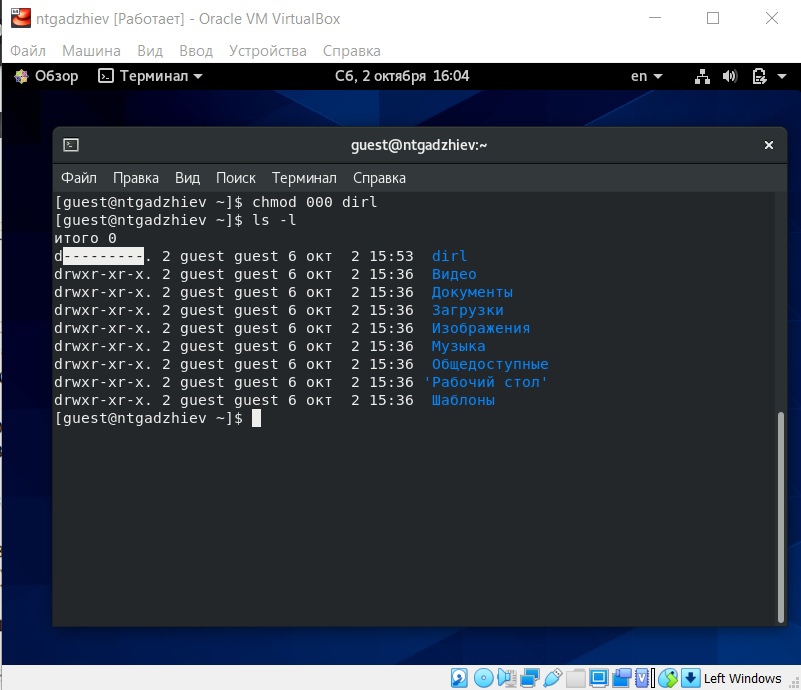 ntgadzhiev [Работает] - Oracle VM VirtualBox
Файл Машина Вид Ввод Устройства Справка
Обзор Терминал Сб, 2 октября 16:04 en
guest@ntgadzhiev:~
Файл Правка Вид Поиск Терминал Справка
[guest@ntgadzhiev ~]$ chmod 000 dirl
[guest@ntgadzhiev ~]$ ls -l
итого 0
d---------. 2 guest guest 6 окт  2 15:53  dirl
drwxr-xr-x. 2 guest guest 6 окт  2 15:36  Видео
drwxr-xr-x. 2 guest guest 6 окт  2 15:36  Документы
drwxr-xr-x. 2 guest guest 6 окт  2 15:36  Загрузки
drwxr-xr-x. 2 guest guest 6 окт  2 15:36  Изображения
drwxr-xr-x. 2 guest guest 6 окт  2 15:36  Музыка
drwxr-xr-x. 2 guest guest 6 окт  2 15:36  Общедоступные
drwxr-xr-x. 2 guest guest 6 окт  2 15:36 'Рабочий стол'
drwxr-xr-x. 2 guest guest 6 окт  2 15:36  Шаблоны
[guest@ntgadzhiev ~]$
Left Windows